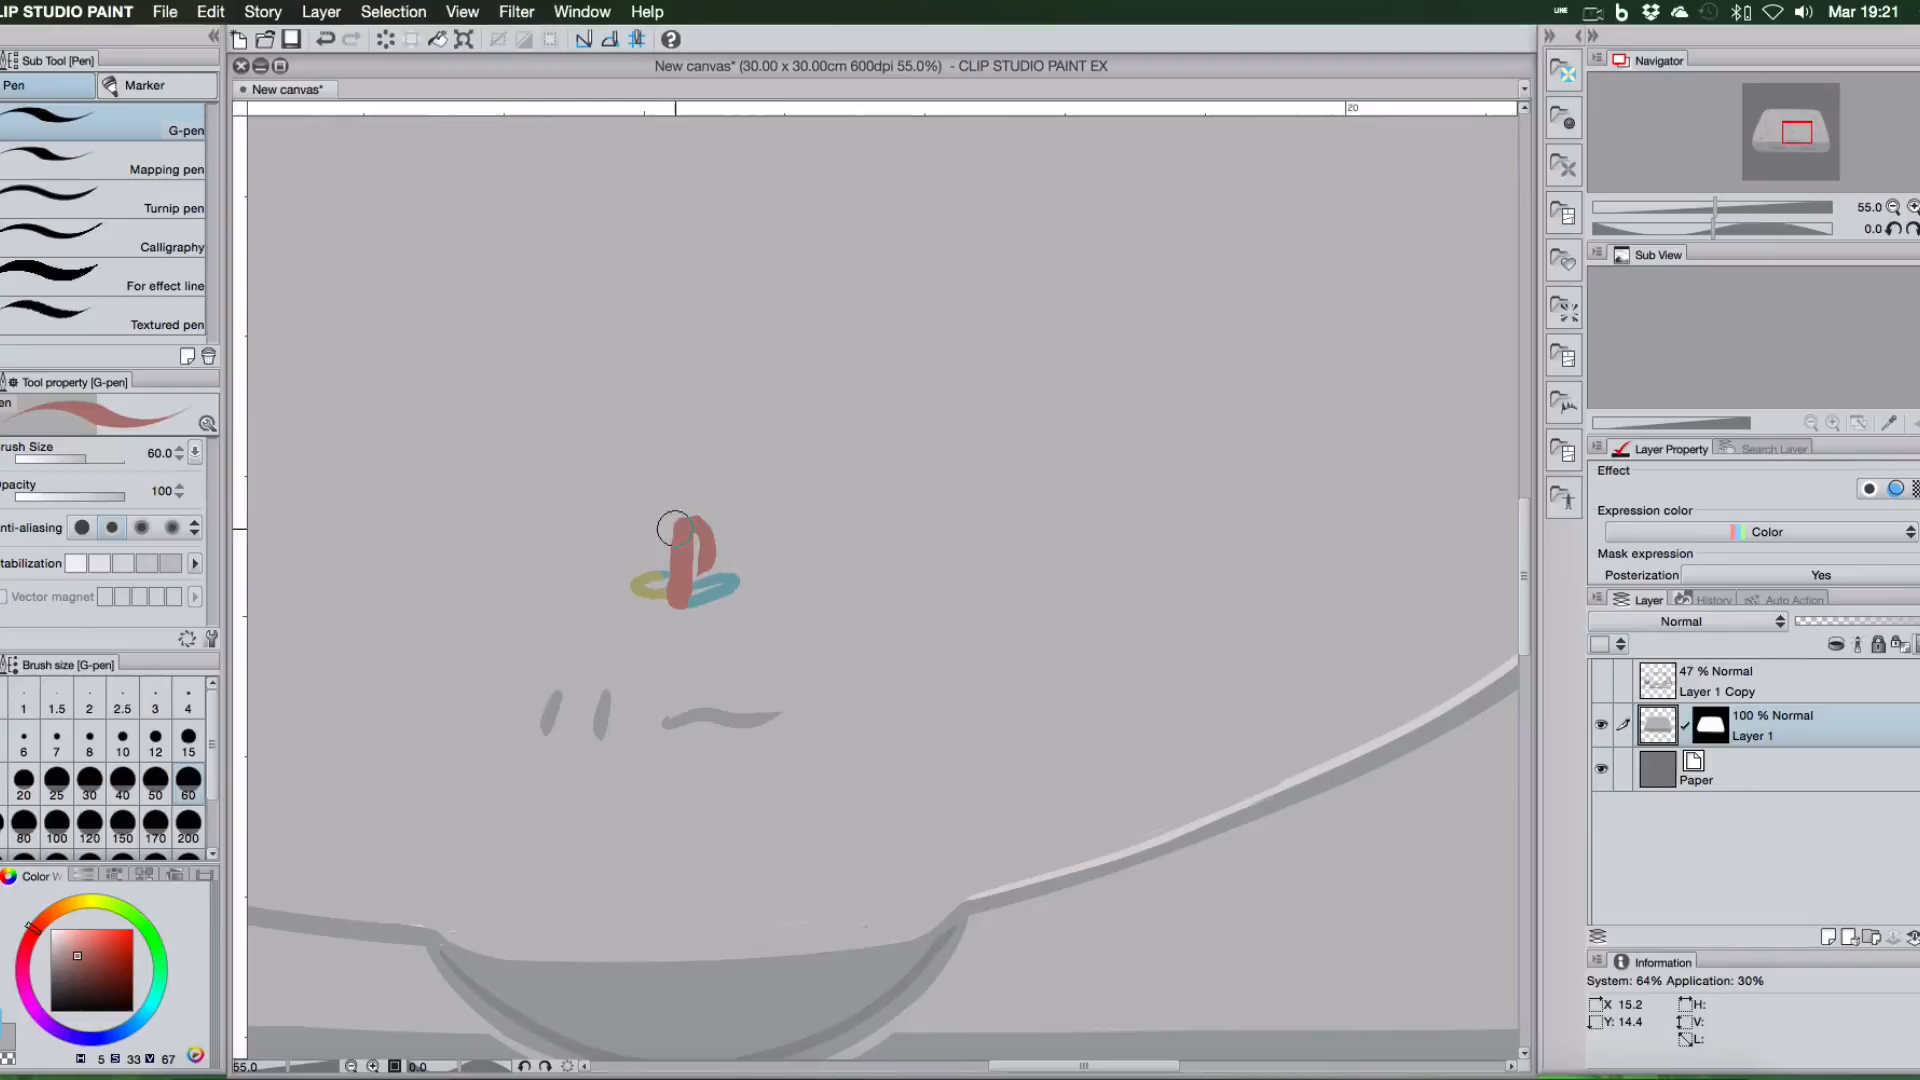 LIP STUDIO PAINT File Edit Story Layer Selection View Filter Window Help LINE Mar 19:21
Sub Tool [Pen]
Pen Marker
G-pen
Mapping pen
Turnip pen
Calligraphy
For effect line
Textured pen
Tool property [G-pen]
en
rush Size 60.0
pacity 100
nti-aliasing
tabilization
Vector magnet
Brush size [G-pen]
1 1.5 2 2.5 3 4
6 7 8 10 12 15
20 25 30 40 50 60
80 100 120 150 170 200
Color W
H 5 S 33 V 67
New canvas* (30.00 x 30.00cm 600dpi 55.0%) - CLIP STUDIO PAINT EX
New canvas*
20
55.0 0.0
Navigator
55.0
0.0
Sub View
Layer Property Search Layer
Effect
Expression color
Color
Mask expression
Posterization Yes
Layer History Auto Action
Normal
47 % Normal
Layer 1 Copy
100 % Normal
Layer 1
Paper
Information
System: 64% Application: 30%
X 15.2 H:
Y: 14.4 V:
L: